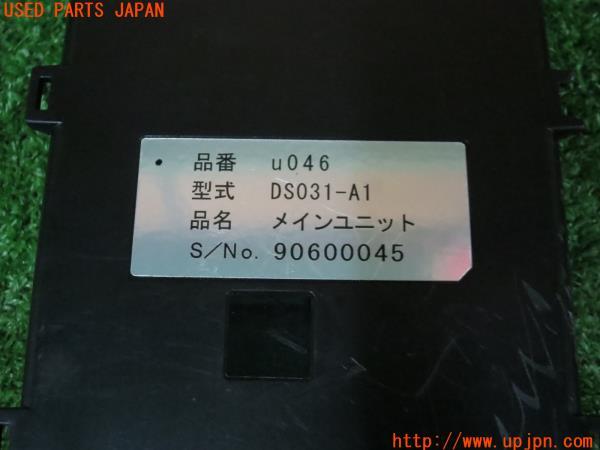 USED PARTS JAPAN
品番 u046
型式 DS031-A1
品名 メインユニット
S/No. 90600045
http://www.upjpn.com